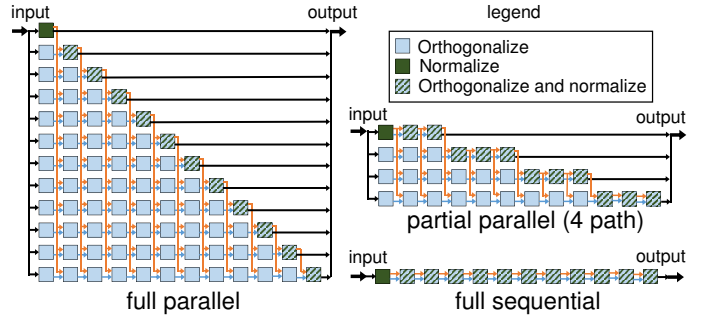 input
output
legend
Orthogonalize
Normalize
Orthogonalize and normalize
input
output
partial parallel (4 path)
input
output
full parallel
full sequential